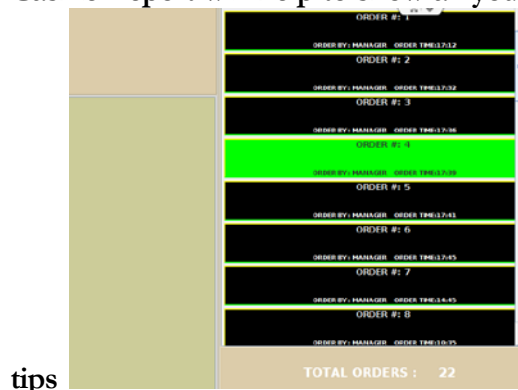 ORDER #: 1
ORDER BY: MANAGER ORDER TIME:17:12
ORDER #: 2
ORDER BY: MANAGER ORDER TIME:17:32
ORDER #: 3
ORDER BY: MANAGER ORDER TIME:17:36
ORDER #: 4
ORDER BY: MANAGER ORDER TIME:17:39
ORDER #: 5
ORDER BY: MANAGER ORDER TIME:17:41
ORDER #: 6
ORDER BY: MANAGER ORDER TIME:17:45
ORDER #: 7
ORDER BY: MANAGER ORDER TIME:14:45
ORDER #: 8
ORDER BY: MANAGER ORDER TIME:10:35
TOTAL ORDERS : 22
tips